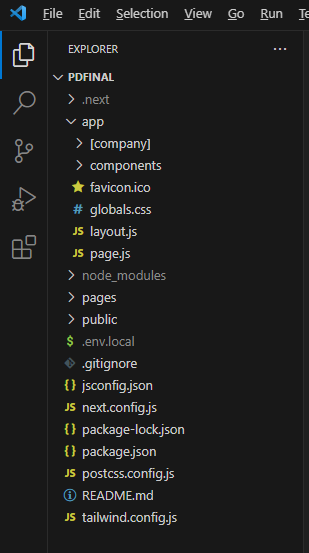 File Edit Selection View Go Run
EXPLORER
PDFINAL
.next
app
[company]
components
favicon.ico
# globals.css
JS layout.js
JS page.js
node_modules
pages
public
$ .env.local
.gitignore
{} jsconfig.json
JS next.config.js
{} package-lock.json
{} package.json
JS postcss.config.js
README.md
JS tailwind.config.js